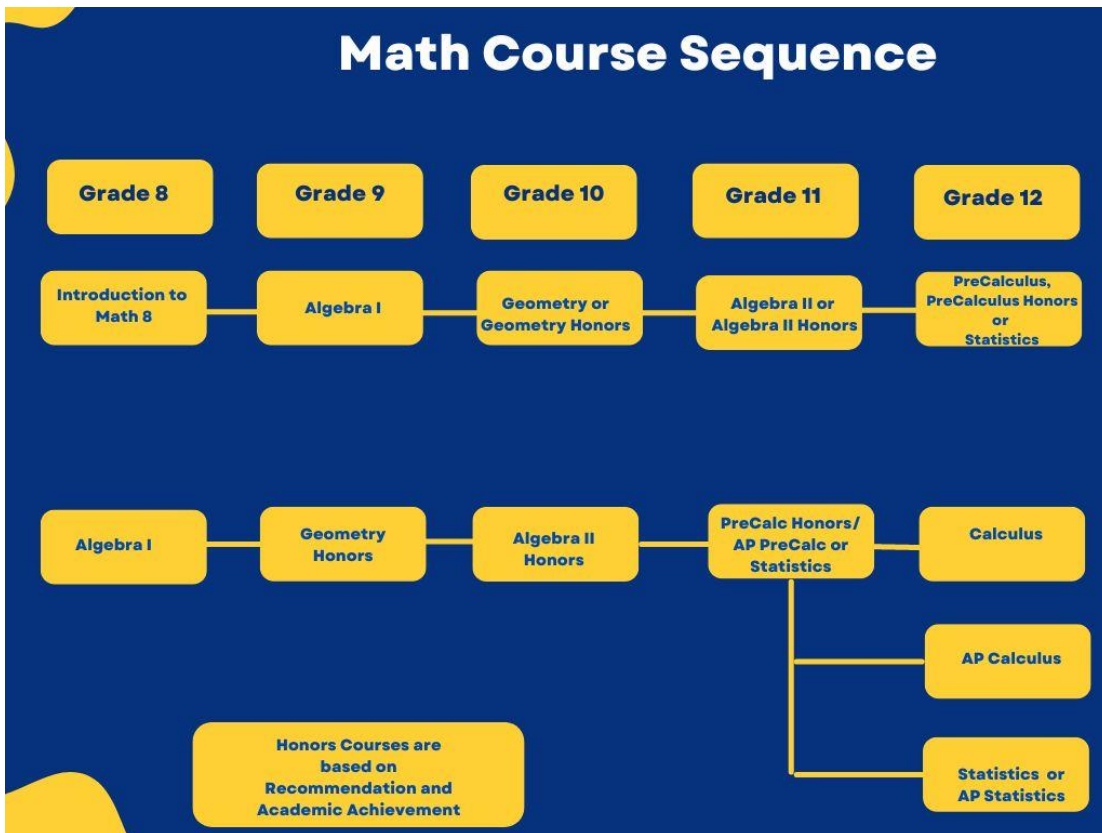 Math Course Sequence
Grade 8
Grade 9
Grade 10
Grade 11
Grade 12
Introduction to
Math 8
Algebra I
Geometry or
Geometry Honors
Algebra II or
Algebra II Honors
PreCalculus,
PreCalculus Honors
or
Statistics
Algebra I
Geometry
Honors
Algebra II
Honors
PreCalc Honors/
AP PreCalc or
Statistics
Calculus
AP Calculus
Statistics or
AP Statistics
Honors Courses are
based on
Recommendation and
Academic Achievement